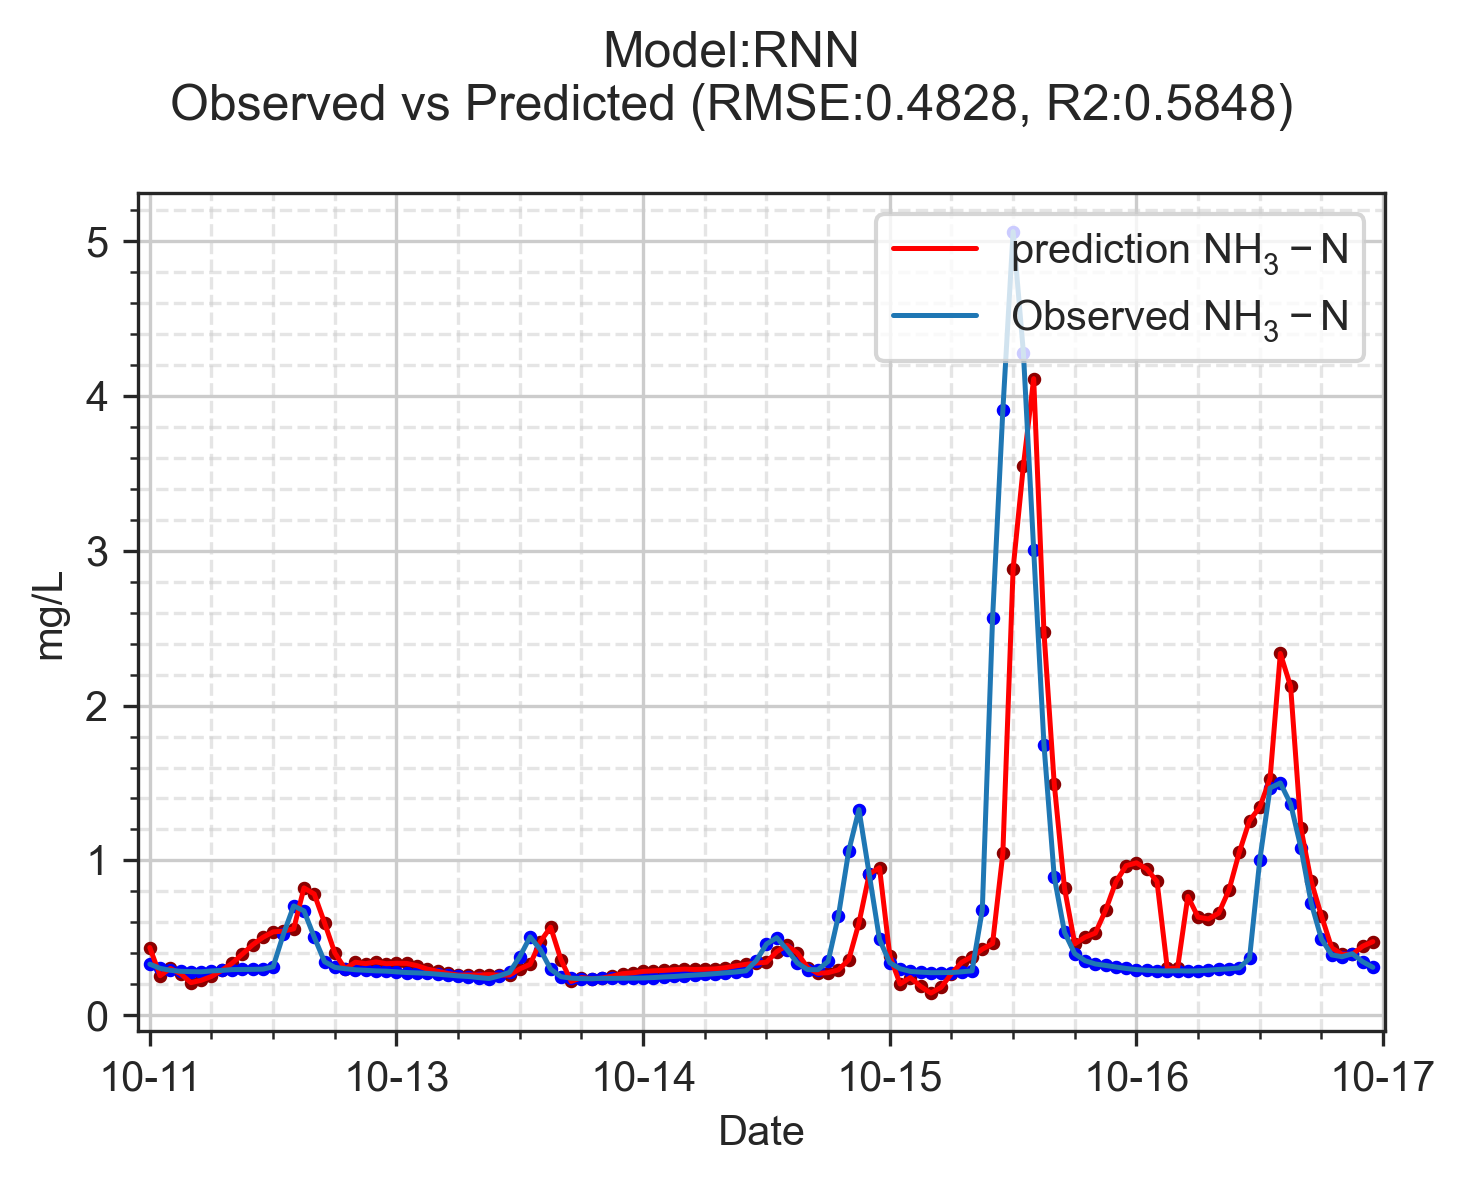 Model:RNN
Observed vs Predicted (RMSE:0.4828, R2:0.5848)
prediction NH₃ − N
Observed NH₃ − N
5
4
3
2
1
0
mg/L
10-11 10-13 10-14 10-15 10-16 10-17
Date